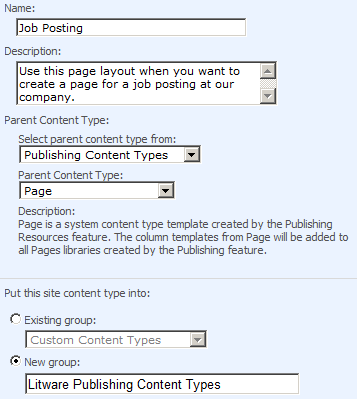 Name:
Job Posting
Description:
Use this page layout when you want to
create a page for a job posting at our
company.
Parent Content Type:
Select parent content type from:
Publishing Content Types
Parent Content Type:
Page
Description:
Page is a system content type template created by the Publishing
Resources feature. The column templates from Page will be added to
all Pages libraries created by the Publishing feature.
Put this site content type into:
Existing group:
Custom Content Types
New group:
Litware Publishing Content Types